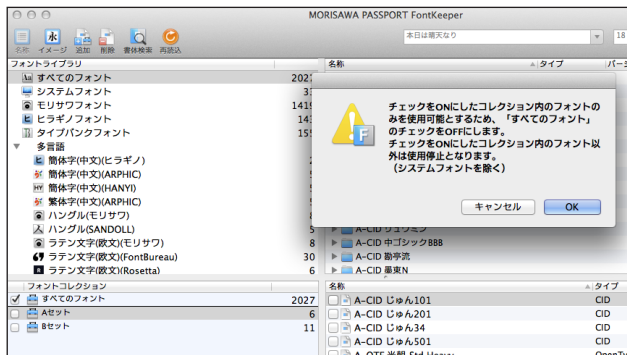 MORISAWA PASSPORT FontKeeper
名称 イメージ 追加 削除 書体検索 再読込
本日は晴天なり
18
フォントライブラリ
名称 タイプ バー
すべてのフォント 2027
システムフォント
モリサワフォント 1419
ヒラギノフォント
タイプバンクフォント
多言語
簡体字(中文)(ヒラギノ)
簡体字(中文)(ARPHIC)
簡体字(中文)(HANYI)
繁体字(中文)(ARPHIC)
ハングル(モリサワ)
ハングル(SANDOLL) 5
ラテン文字(欧文)(モリサワ) 8
ラテン文字(欧文)(FontBureau) 30
ラテン文字(欧文)(Rosetta) 6
チェックをONにしたコレクション内のフォントの
みを使用可能とするため、「すべてのフォント」
のチェックをOFFにします。
チェックをONにしたコレクション内のフォント以
外は使用停止となります。
（システムフォントを除く）
キャンセル OK
A-CID リュウミン
A-CID 中ゴシックBBB
A-CID 勘亭流
A-CID 墨東N
フォントコレクション
すべてのフォント 2027
Aセット 6
Bセット 11
名称 タイプ
A-CID じゅん101 CID
A-CID じゅん201 CID
A-CID じゅん34 CID
A-CID じゅん501 CID